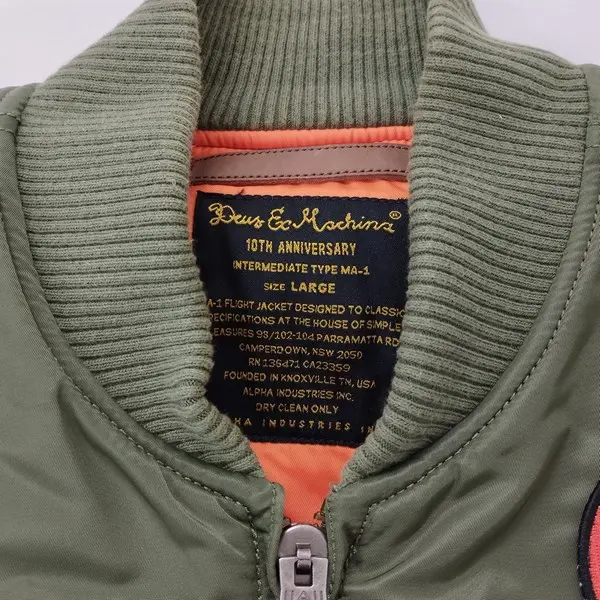 Deus Ex Machina®
10TH ANNIVERSARY
INTERMEDIATE TYPE MA-1
SIZE LARGE
A-1 FLIGHT JACKET DESIGNED TO CLASSIC
PECIFICATIONS AT THE HOUSE OF SIMPLE
LEASURES 98/102-104 PARRAMATTA RD
CAMPERDOWN, NSW 2050
RN 135471 CA23359
FOUNDED IN KNOXVILLE TN, USA
ALPHA INDUSTRIES INC.
DRY CLEAN ONLY
HA INDUSTRIES IN